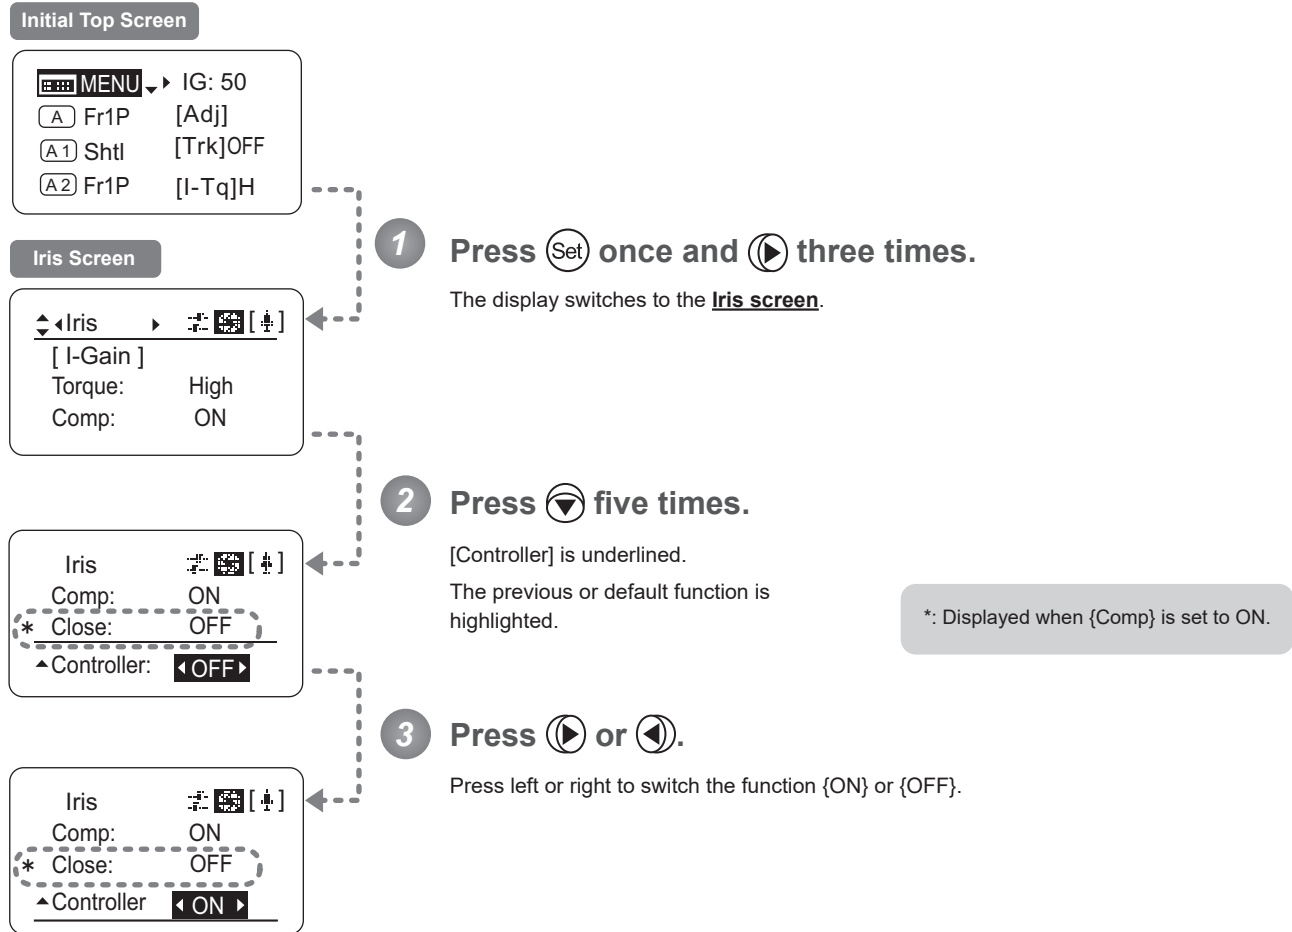 Initial Top Screen
MENU IG: 50
A Fr1P [Adj]
A1 Shtl [Trk]OFF
A2 Fr1P [I-Tq]H
1 Press Set once and three times.
The display switches to the Iris screen.
Iris Screen
Iris [ ]
[ I-Gain ]
Torque: High
Comp: ON
2 Press five times.
[Controller] is underlined.
The previous or default function is
highlighted.
Iris [ ]
Comp: ON
* Close: OFF
Controller: OFF
*: Displayed when {Comp} is set to ON.
3 Press or .
Press left or right to switch the function {ON} or {OFF}.
Iris [ ]
Comp: ON
* Close: OFF
Controller ON